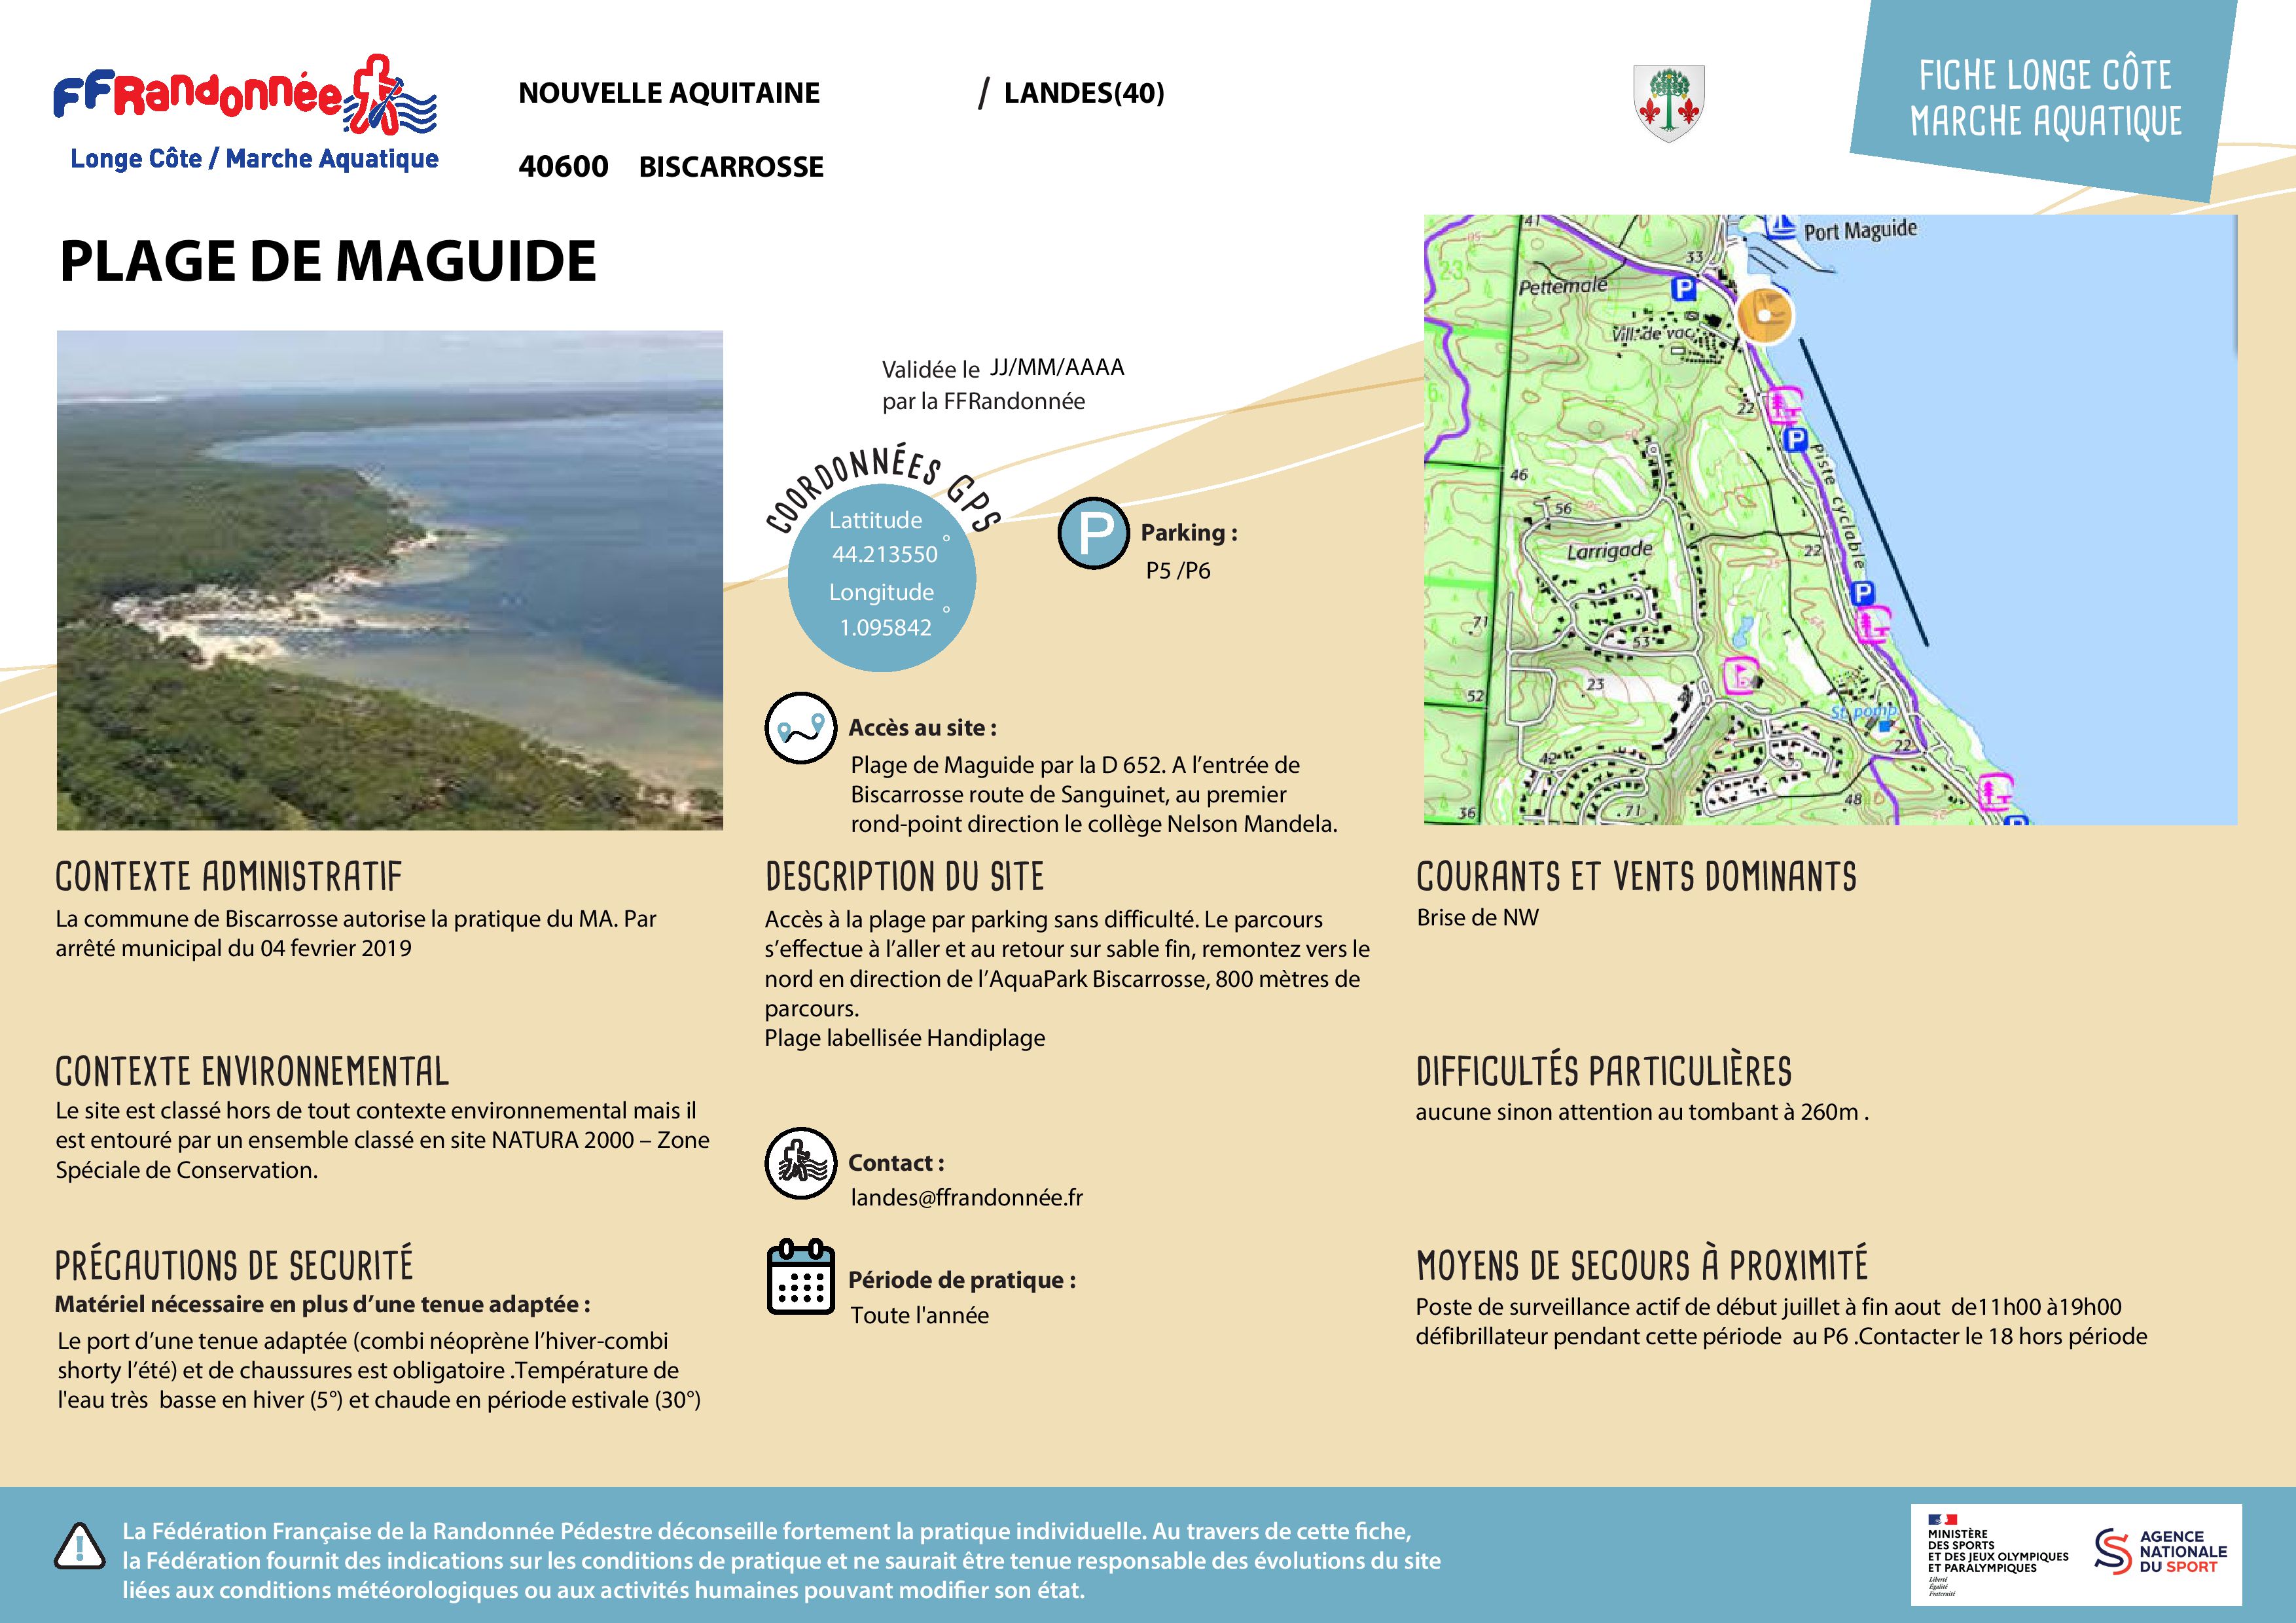 FFRandonnée
Longe Côte / Marche Aquatique
NOUVELLE AQUITAINE / LANDES(40)
40600 BISCARROSSE
FICHE LONGE CÔTE
MARCHE AQUATIQUE
PLAGE DE MAGUIDE
Validée le JJ/MM/AAAA
par la FFRandonnée
COORDONNÉES GPS
Lattitude
44.213550 °
Longitude
1.095842 °
P
Parking :
P5 /P6
Accès au site :
Plage de Maguide par la D 652. A l’entrée de
Biscarrosse route de Sanguinet, au premier
rond-point direction le collège Nelson Mandela.
41
Port Maguide
33
23
Pettemale
P
Vill. de vac.
22
P
Piste cyclable
46
56
Larrigade
22
P
71
53
23
41
52
St. pomp.
22
42
48
36
71
CONTEXTE ADMINISTRATIF
La commune de Biscarrosse autorise la pratique du MA. Par
arrêté municipal du 04 fevrier 2019
CONTEXTE ENVIRONNEMENTAL
Le site est classé hors de tout contexte environnemental mais il
est entouré par un ensemble classé en site NATURA 2000 – Zone
Spéciale de Conservation.
PRÉCAUTIONS DE SECURITÉ
Matériel nécessaire en plus d’une tenue adaptée :
Le port d’une tenue adaptée (combi néoprène l’hiver-combi
shorty l’été) et de chaussures est obligatoire .Température de
l'eau très  basse en hiver (5°) et chaude en période estivale (30°)
DESCRIPTION DU SITE
Accès à la plage par parking sans difficulté. Le parcours
s’effectue à l’aller et au retour sur sable fin, remontez vers le
nord en direction de l’AquaPark Biscarrosse, 800 mètres de
parcours.
Plage labellisée Handiplage
Contact :
landes@ffrandonnée.fr
Période de pratique :
Toute l'année
COURANTS ET VENTS DOMINANTS
Brise de NW
DIFFICULTÉS PARTICULIÈRES
aucune sinon attention au tombant à 260m .
MOYENS DE SECOURS À PROXIMITÉ
Poste de surveillance actif de début juillet à fin aout  de11h00 à19h00
défibrillateur pendant cette période  au P6 .Contacter le 18 hors période
La Fédération Française de la Randonnée Pédestre déconseille fortement la pratique individuelle. Au travers de cette fiche,
la Fédération fournit des indications sur les conditions de pratique et ne saurait être tenue responsable des évolutions du site
liées aux conditions météorologiques ou aux activités humaines pouvant modifier son état.
MINISTÈRE
DES SPORTS
ET DES JEUX OLYMPIQUES
ET PARALYMPIQUES
Liberté
Égalité
Fraternité
AGENCE
NATIONALE
DU SPORT